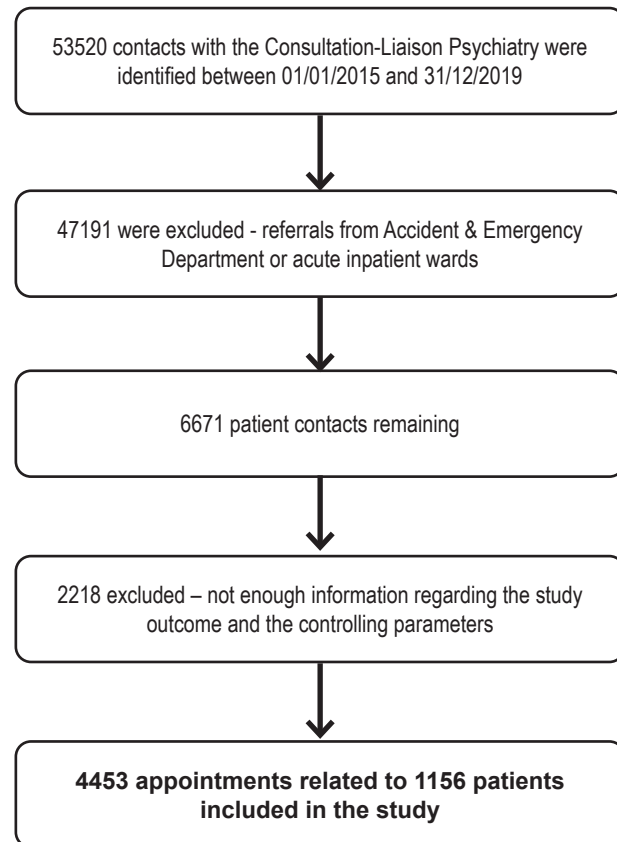 53520 contacts with the Consultation-Liaison Psychiatry were
identified between 01/01/2015 and 31/12/2019
47191 were excluded - referrals from Accident & Emergency
Department or acute inpatient wards
6671 patient contacts remaining
2218 excluded – not enough information regarding the study
outcome and the controlling parameters
4453 appointments related to 1156 patients
included in the study